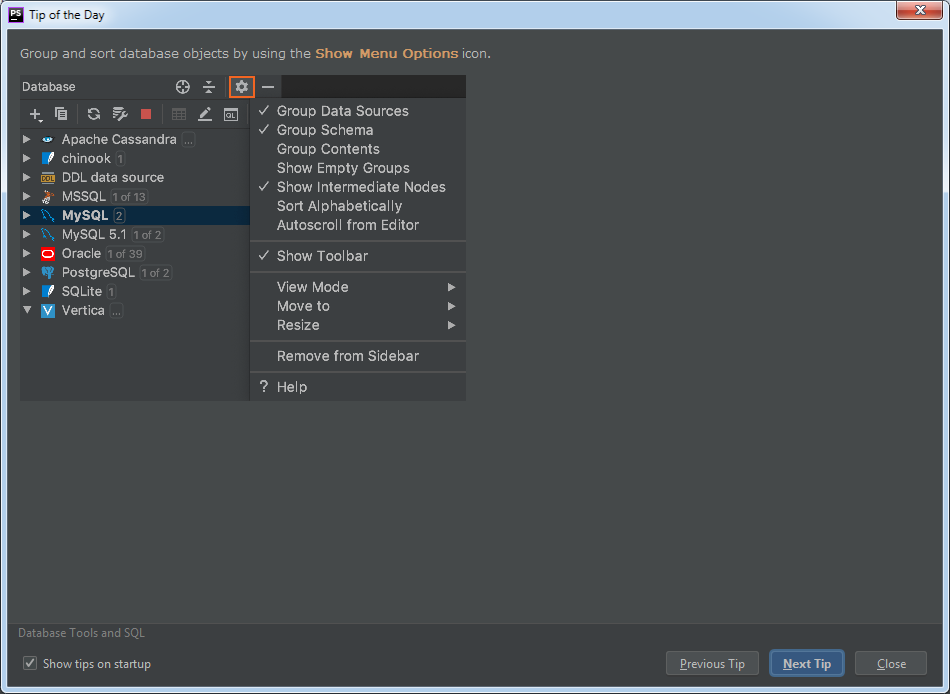 PS Tip of the Day
Group and sort database objects by using the Show Menu Options icon.
Database
QL
Apache Cassandra ...
chinook 1
DDL DDL data source
MSSQL 1 of 13
MySQL 2
MySQL 5.1 1 of 2
Oracle 1 of 39
PostgreSQL 1 of 2
SQLite 1
V Vertica ...
Group Data Sources
Group Schema
Group Contents
Show Empty Groups
Show Intermediate Nodes
Sort Alphabetically
Autoscroll from Editor
Show Toolbar
View Mode
Move to
Resize
Remove from Sidebar
? Help
Database Tools and SQL
Show tips on startup
Previous Tip
Next Tip
Close